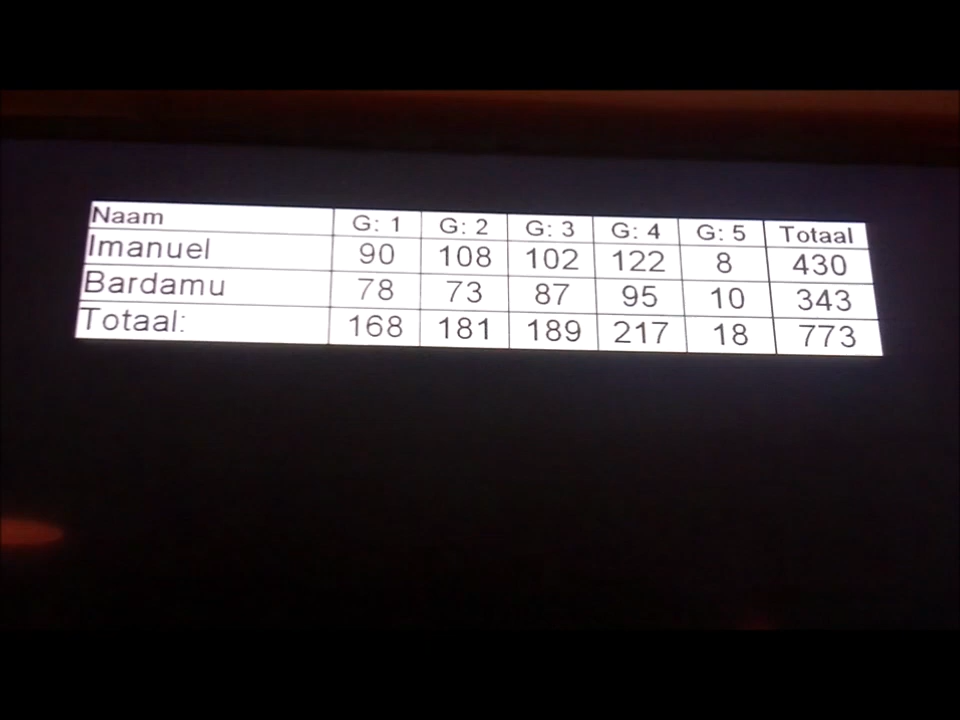 Naam G: 1 G: 2 G: 3 G: 4 G: 5 Totaal
Imanuel 90 108 102 122 8 430
Bardamu 78 73 87 95 10 343
Totaal: 168 181 189 217 18 773